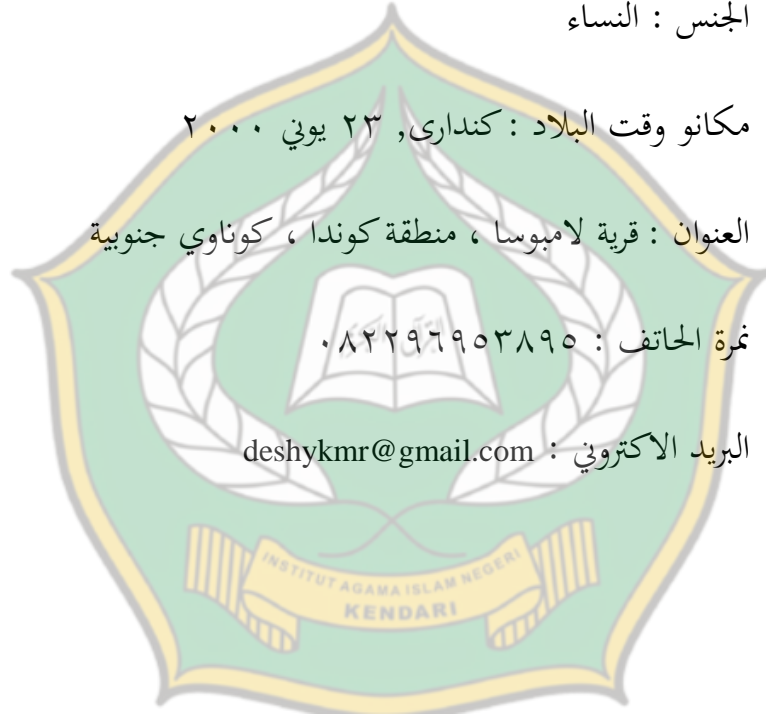 الجنس : النساء
مكانو وقت البلاد : كندارى, ٢٣ يوني ٢٠٠٠
العنوان : قرية لامبوسا ، منطقة كوندا ، كوناوي جنوبية
نمرة الحاتف : ٠٨٢٢٩٦٩٥٣٨٩٥
البريد الاكتروني : deshykmr@gmail.com
INSTITUT AGAMA ISLAM NEGERI
KENDARI